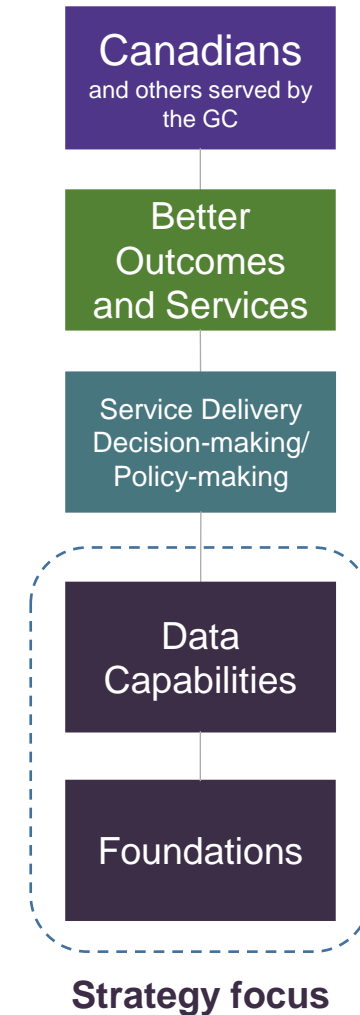 Canadians
and others served by
the GC
Better
Outcomes
and Services
Service Delivery
Decision-making/
Policy-making
Data
Capabilities
Foundations
Strategy focus